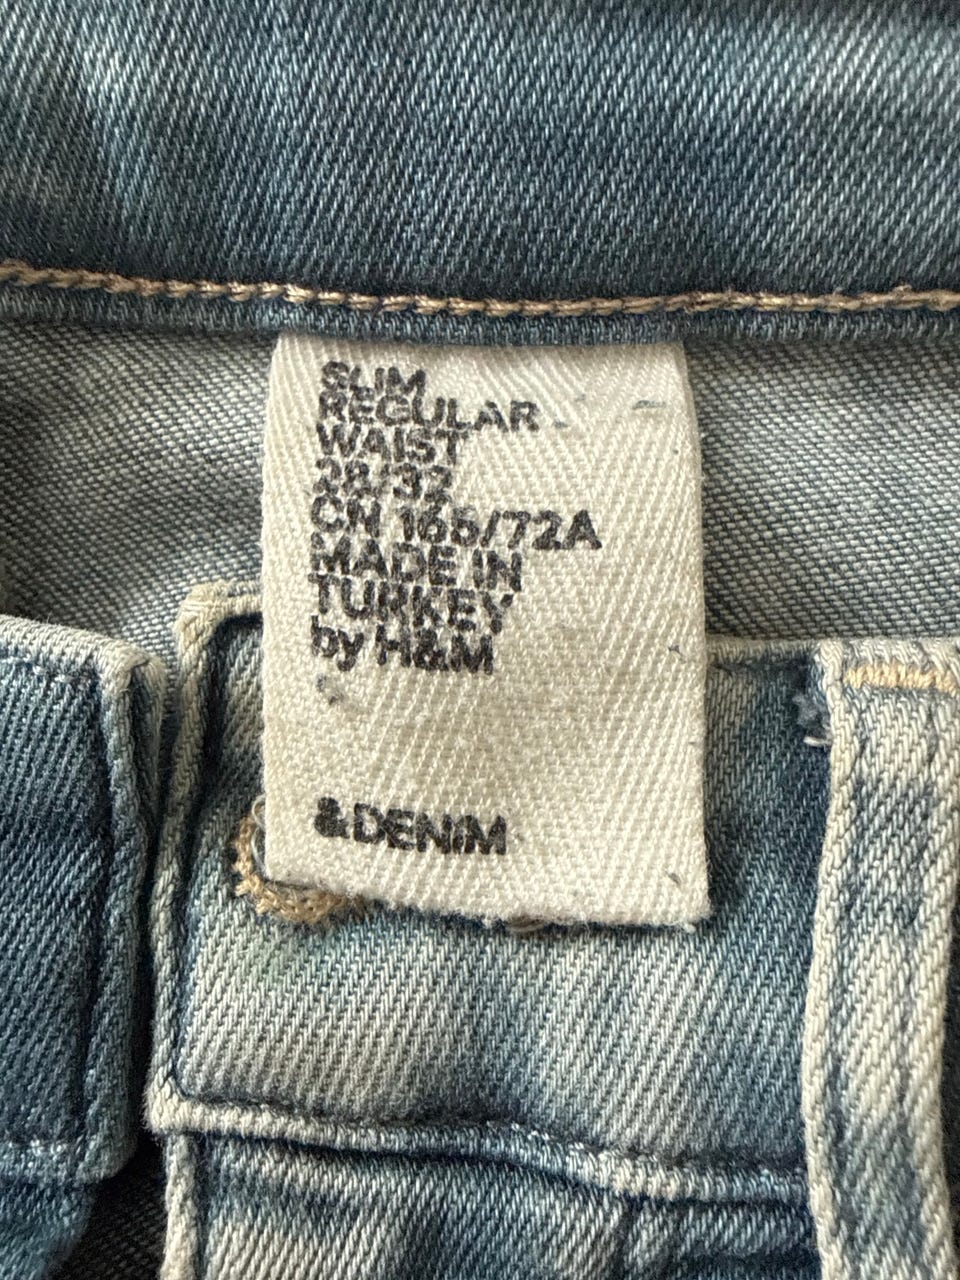 SLIM
REGULAR
WAIST
28/32
CN 165/72A
MADE IN
TURKEY
by H&M
&DENIM